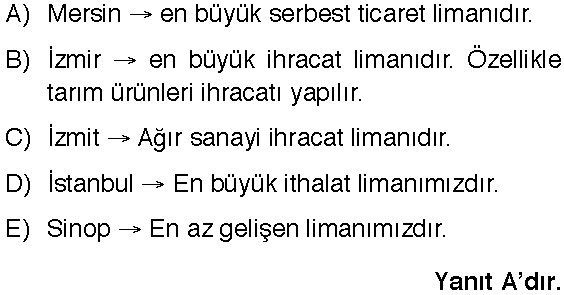 A) Mersin → en büyük serbest ticaret limanıdır.
B) İzmir → en büyük ihracat limanıdır. Özellikle
tarım ürünleri ihracatı yapılır.
C) İzmit → Ağır sanayi ihracat limanıdır.
D) İstanbul → En büyük ithalat limanımızdır.
E) Sinop → En az gelişen limanımızdır.
Yanıt A’dır.